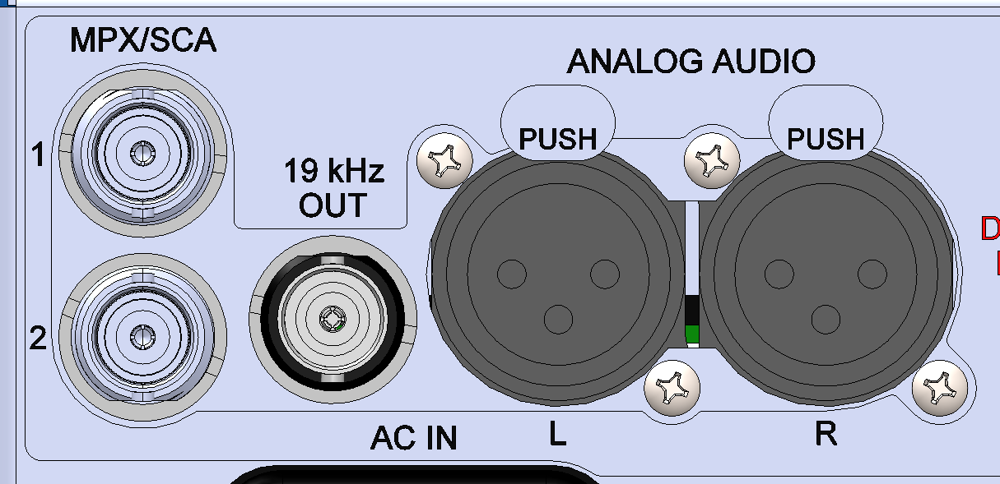 MPX/SCA
ANALOG AUDIO
PUSH
PUSH
1
19 kHz
OUT
D
2
L
R
AC IN